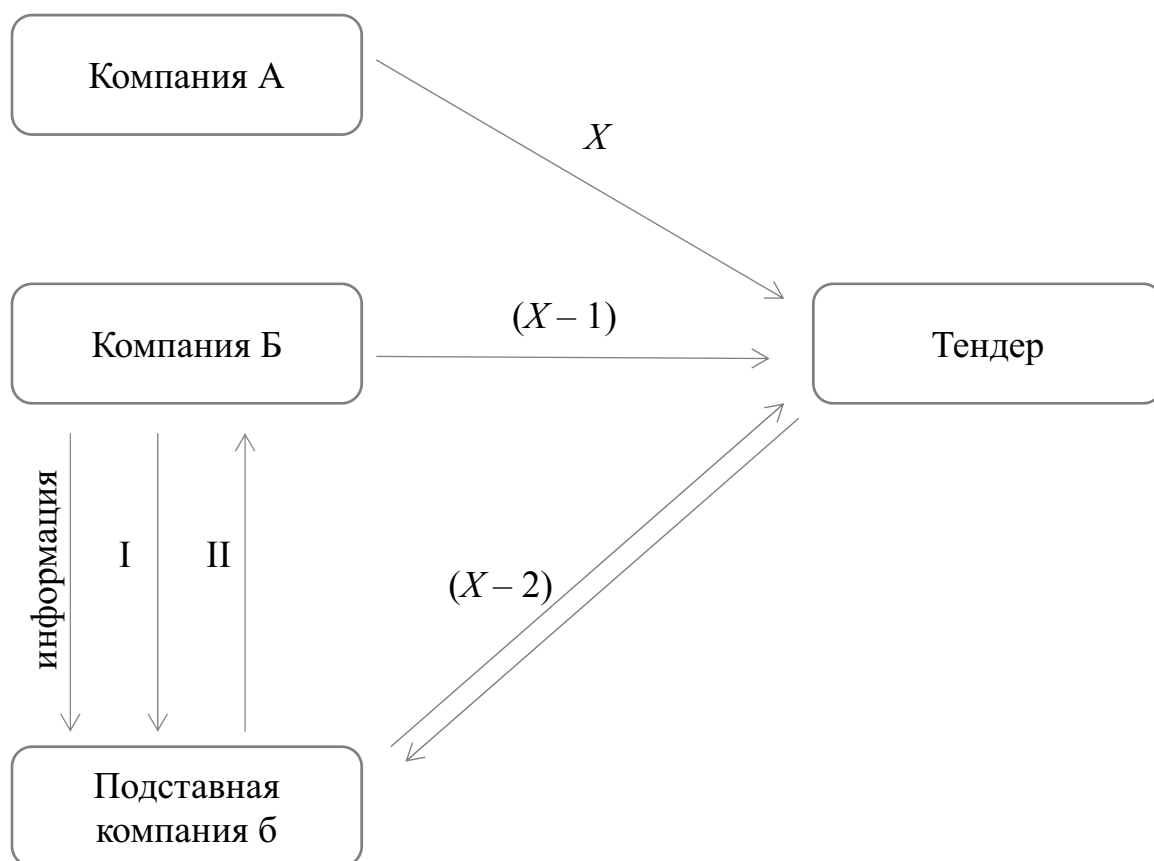 Компания А
X
Компания Б
(X – 1)
Тендер
информация
I
II
(X – 2)
Подставная
компания б